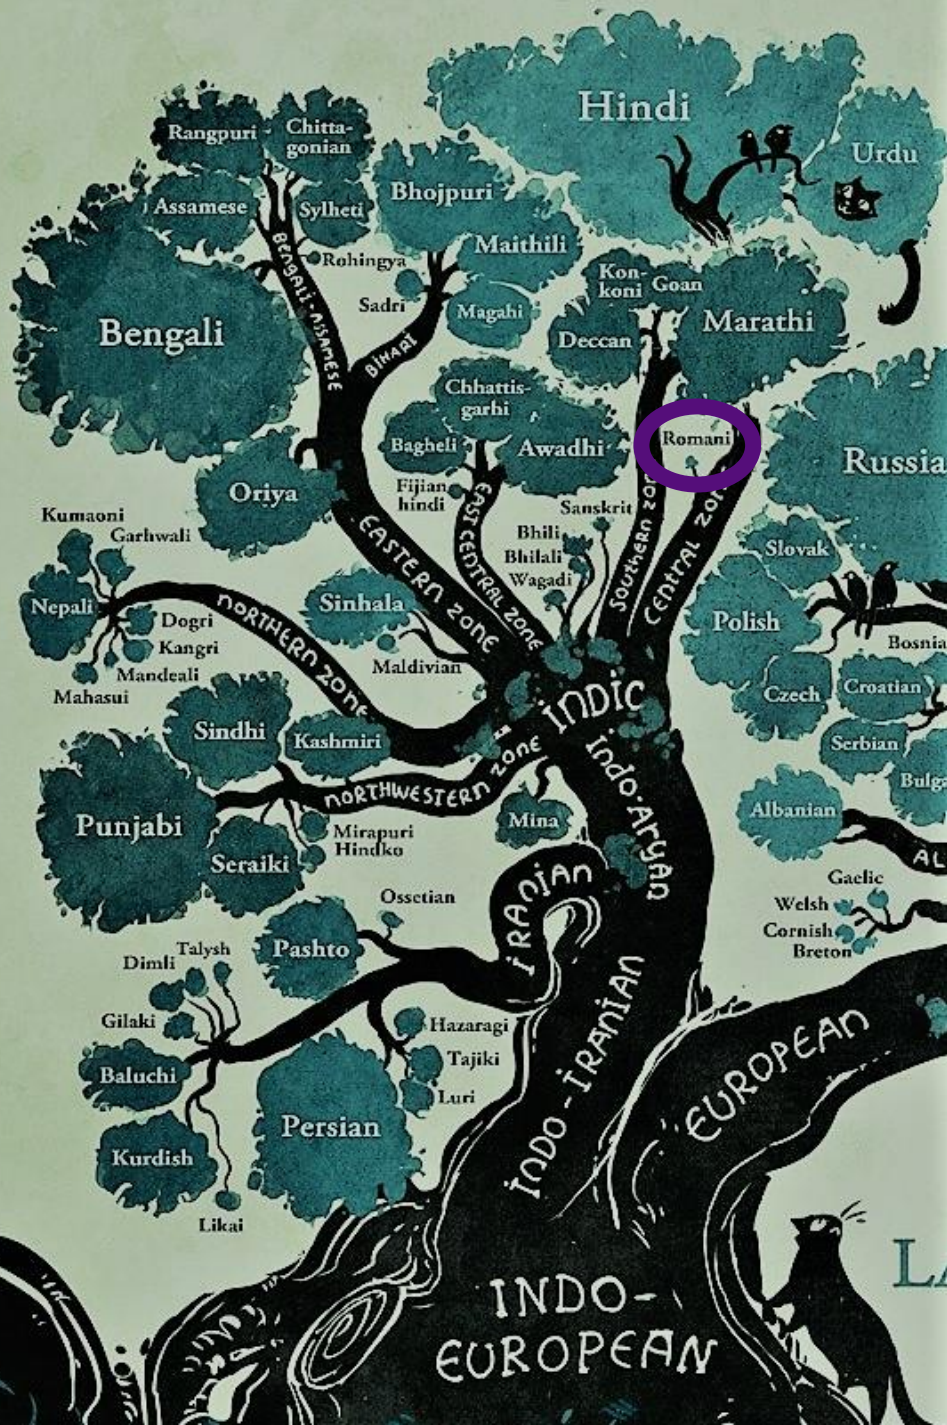 Hindi
Urdu
Rangpuri
Chitta-
gonian
Bhojpuri
Assamese
Sylheti
Maithili
Rohingya
Kon-
koni
Goan
Sadri
Magahi
Marathi
Bengali
BENGALI-ASSAMESE
BIHARI
Deccan
Chhattis-
garhi
Romani
Bagheli
Awadhi
Oriya
Fijian
hindi
Sanskrit
Kumaoni
Garhwali
EASTERN ZONE
EAST CENTRAL ZONE
Bhili
Bhilali
Wagadi
SOUTHERN ZONE
CENTRAL ZONE
Slovak
Nepali
NORTHERN ZONE
Sinhala
Dogri
Kangri
Mandeali
Mahasui
Maldivian
Polish
Czech
Croatian
Sindhi
Kashmiri
INDIC
Serbian
NORTHWESTERN ZONE
INDO-ARYAN
Punjabi
Mirapuri
Hindko
Mina
Albanian
Seraiki
IRANIAN
Gaelic
Welsh
Cornish
Breton
Ossetian
Pashto
Talysh
Dimli
Gilaki
Hazaragi
Tajiki
Luri
INDO-IRANIAN
EUROPEAN
Baluchi
Persian
Kurdish
Likai
INDO-
EUROPEAN
Russia
Bosnia
Bulga
AL
LA